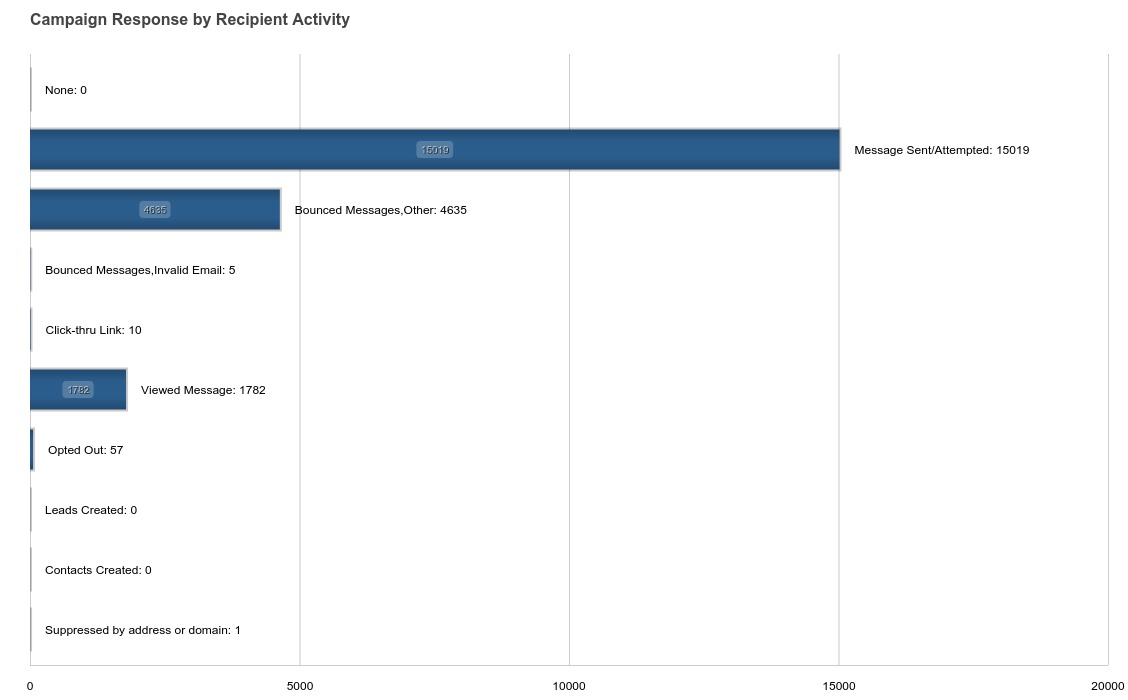 Campaign Response by Recipient Activity
None: 0
15019 Message Sent/Attempted: 15019
4635 Bounced Messages,Other: 4635
Bounced Messages,Invalid Email: 5
Click-thru Link: 10
1782 Viewed Message: 1782
Opted Out: 57
Leads Created: 0
Contacts Created: 0
Suppressed by address or domain: 1
0 5000 10000 15000 20000